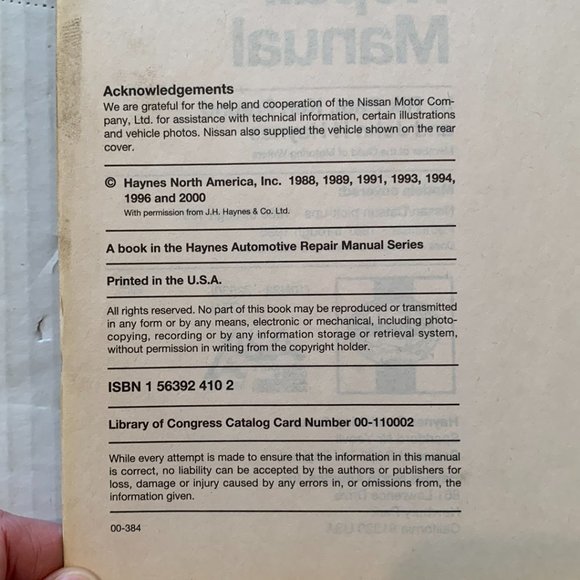 Acknowledgements
We are grateful for the help and cooperation of the Nissan Motor Com-
pany, Ltd. for assistance with technical information, certain illustrations
and vehicle photos. Nissan also supplied the vehicle shown on the rear
cover.
© Haynes North America, Inc. 1988, 1989, 1991, 1993, 1994,
1996 and 2000
With permission from J.H. Haynes & Co. Ltd.
A book in the Haynes Automotive Repair Manual Series
Printed in the U.S.A.
All rights reserved. No part of this book may be reproduced or transmitted
in any form or by any means, electronic or mechanical, including photo-
copying, recording or by any information storage or retrieval system,
without permission in writing from the copyright holder.
ISBN 1 56392 410 2
Library of Congress Catalog Card Number 00-110002
While every attempt is made to ensure that the information in this manual
is correct, no liability can be accepted by the authors or publishers for
loss, damage or injury caused by any errors in, or omissions from, the
information given.
00-384